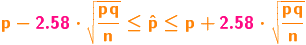 p − 2.58 · √(pq/n) ≤ p̂ ≤ p + 2.58 · √(pq/n)